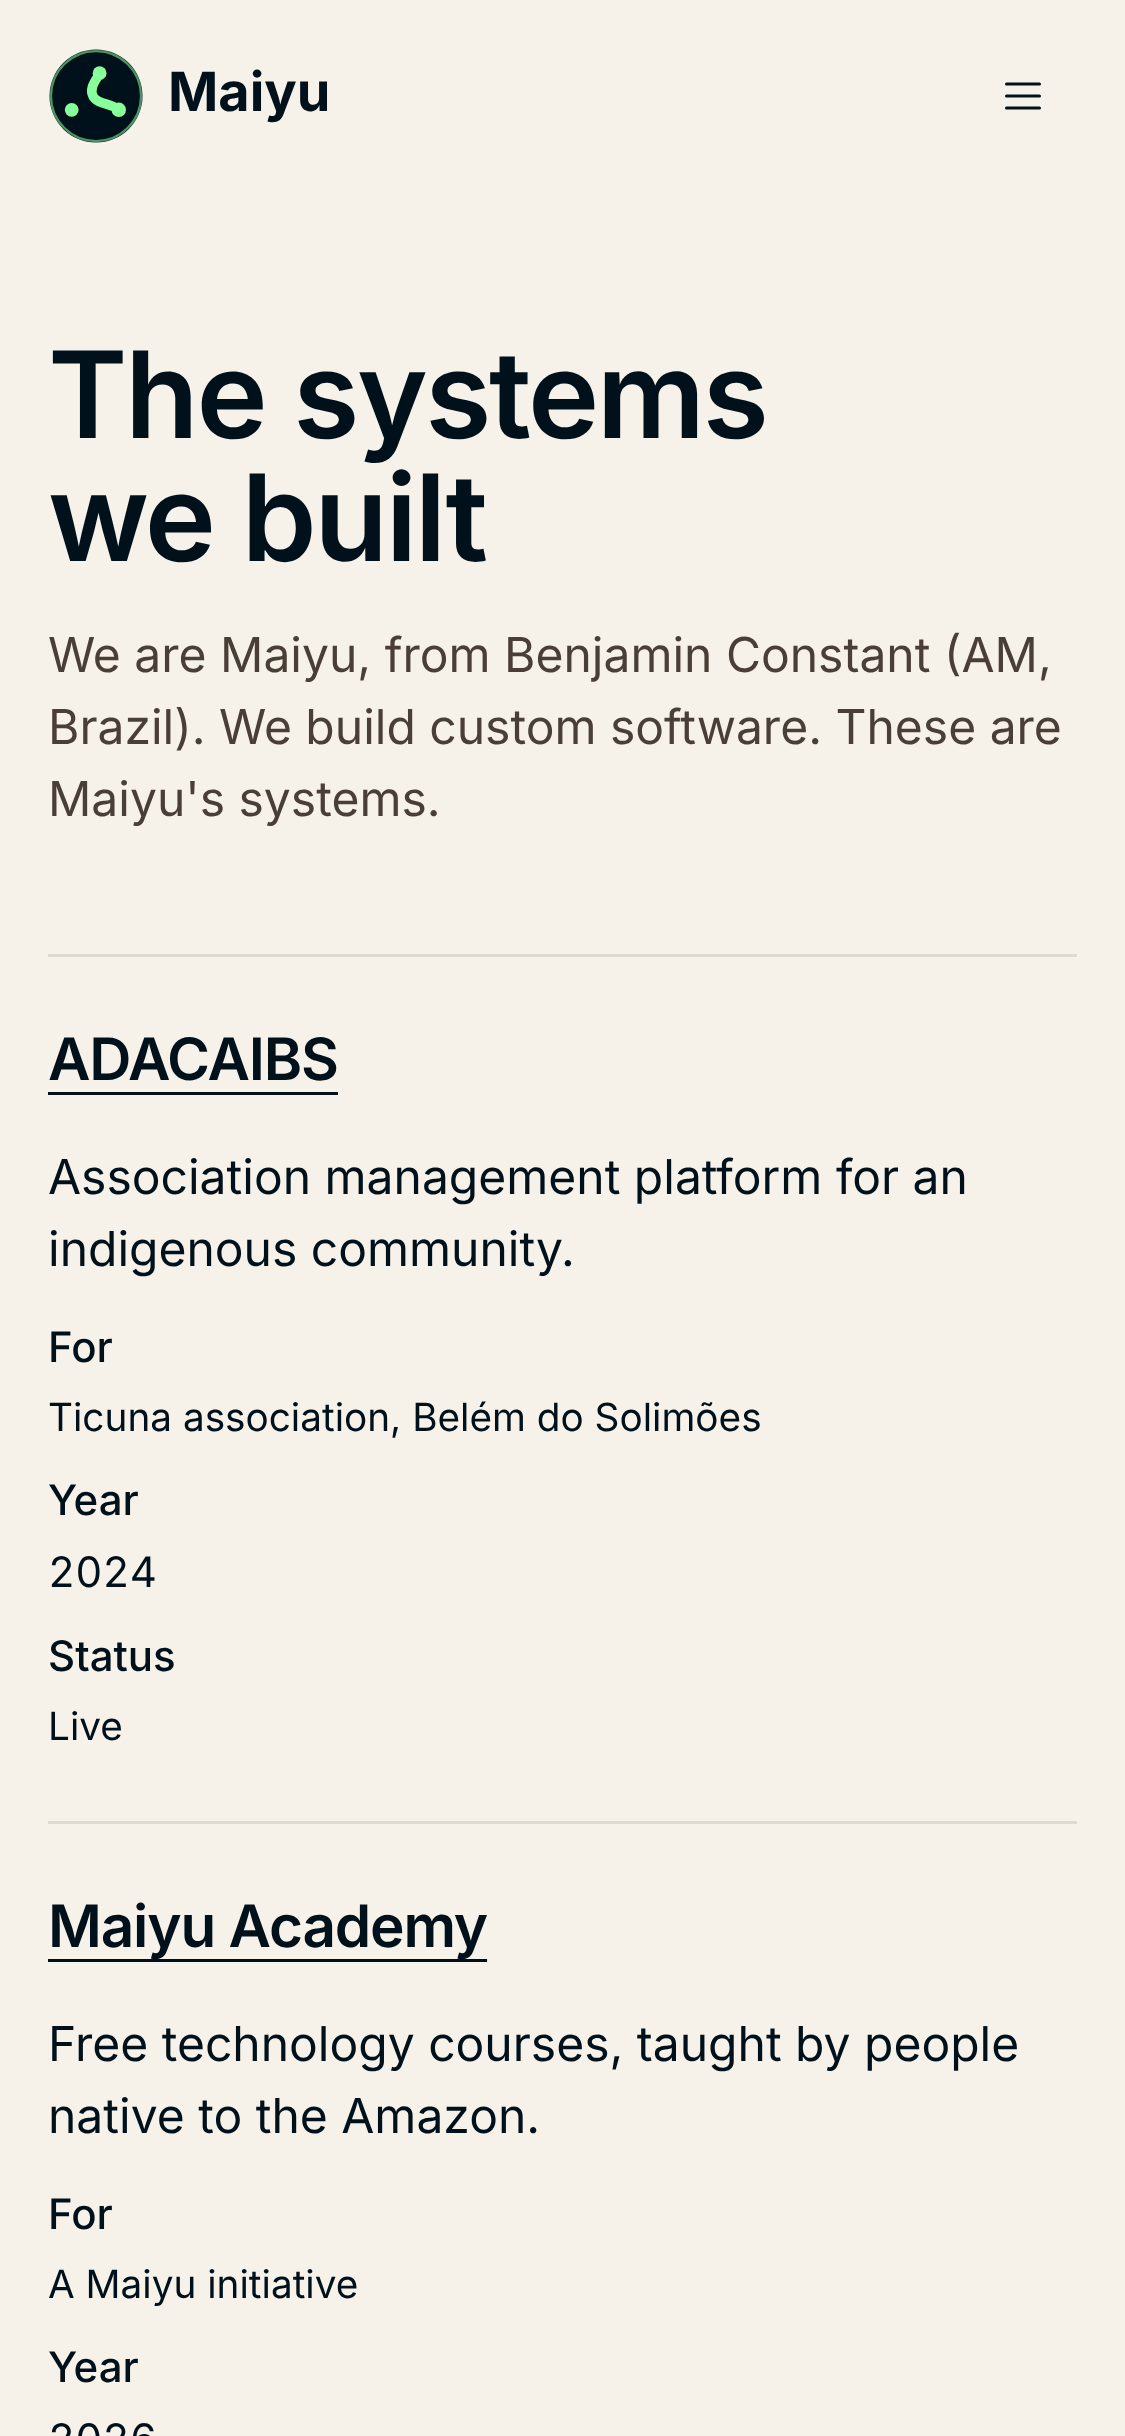 Maiyu
The systems
we built
We are Maiyu, from Benjamin Constant (AM,
Brazil). We build custom software. These are
Maiyu's systems.
ADACAIBS
Association management platform for an
indigenous community.
For
Ticuna association, Belém do Solimões
Year
2024
Status
Live
Maiyu Academy
Free technology courses, taught by people
native to the Amazon.
For
A Maiyu initiative
Year